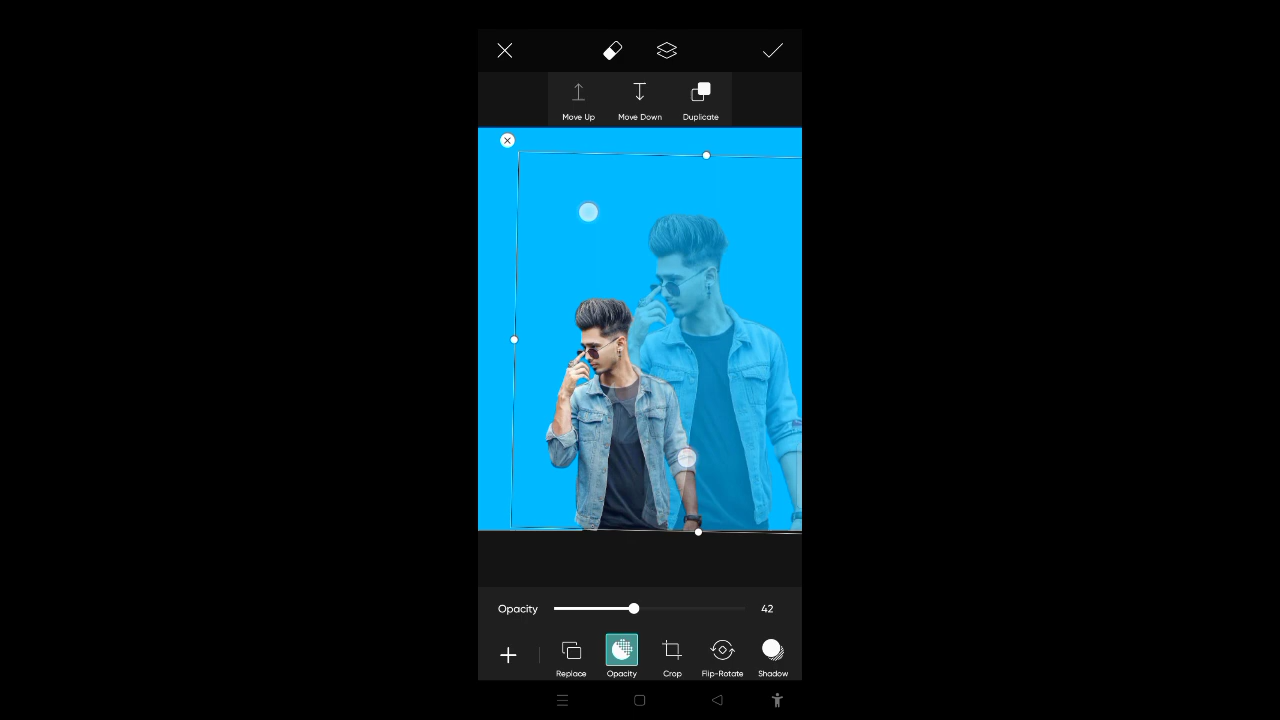 Move Up Move Down Duplicate
Opacity 42
Replace Opacity Crop Flip-Rotate Shadow